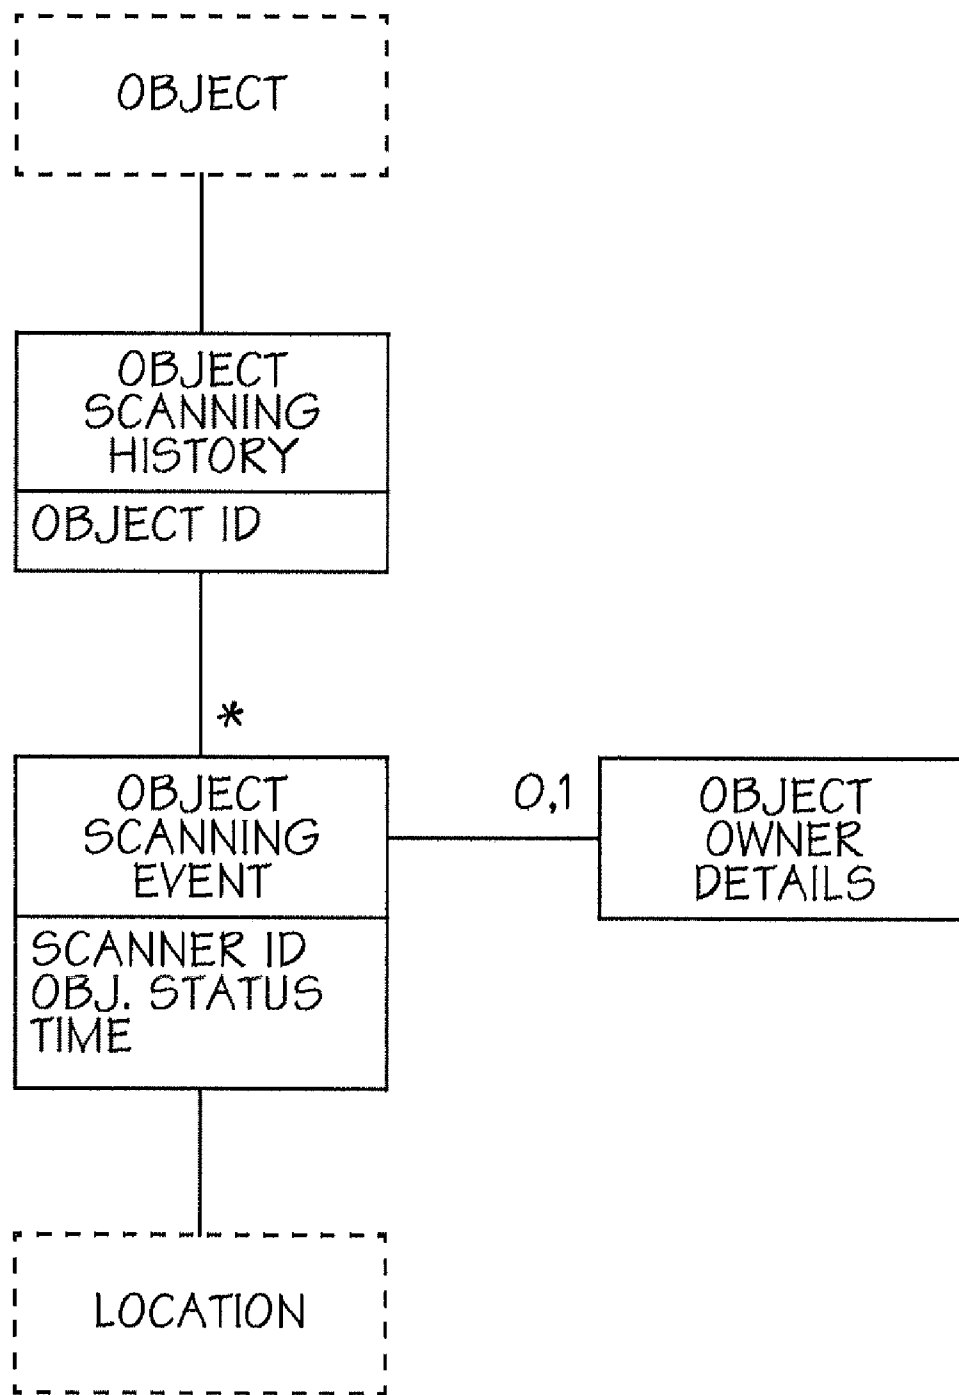 OBJECT
OBJECT
SCANNING
HISTORY
OBJECT ID
*
OBJECT
SCANNING
EVENT
0,1
OBJECT
OWNER
DETAILS
SCANNER ID
OBJ. STATUS
TIME
LOCATION